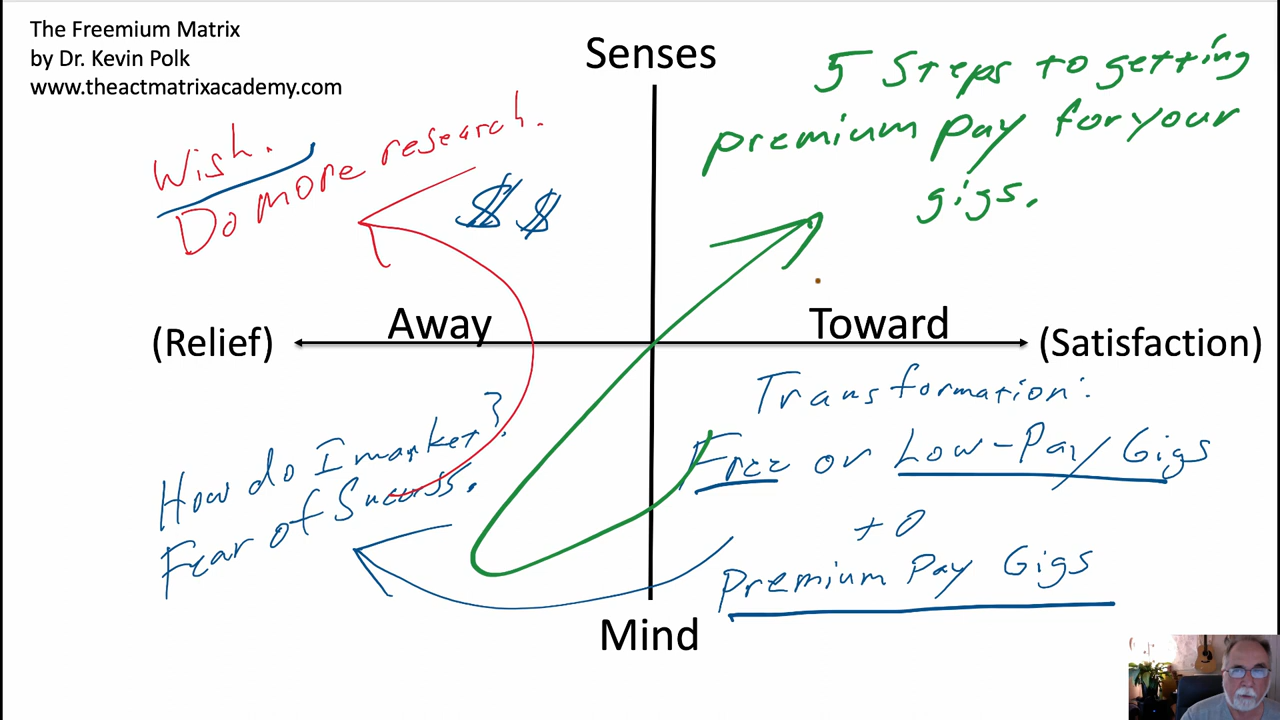 The Freemium Matrix
by Dr. Kevin Polk
www.theactmatrixacademy.com
Senses
5 Steps to getting
premium pay for your
gigs.
Wish.
Do more research.
$ $
Away
Toward
(Relief)
(Satisfaction)
Transformation:
Free or Low-Pay Gigs
to
Premium Pay Gigs
How do I market?
Fear of Success.
Mind